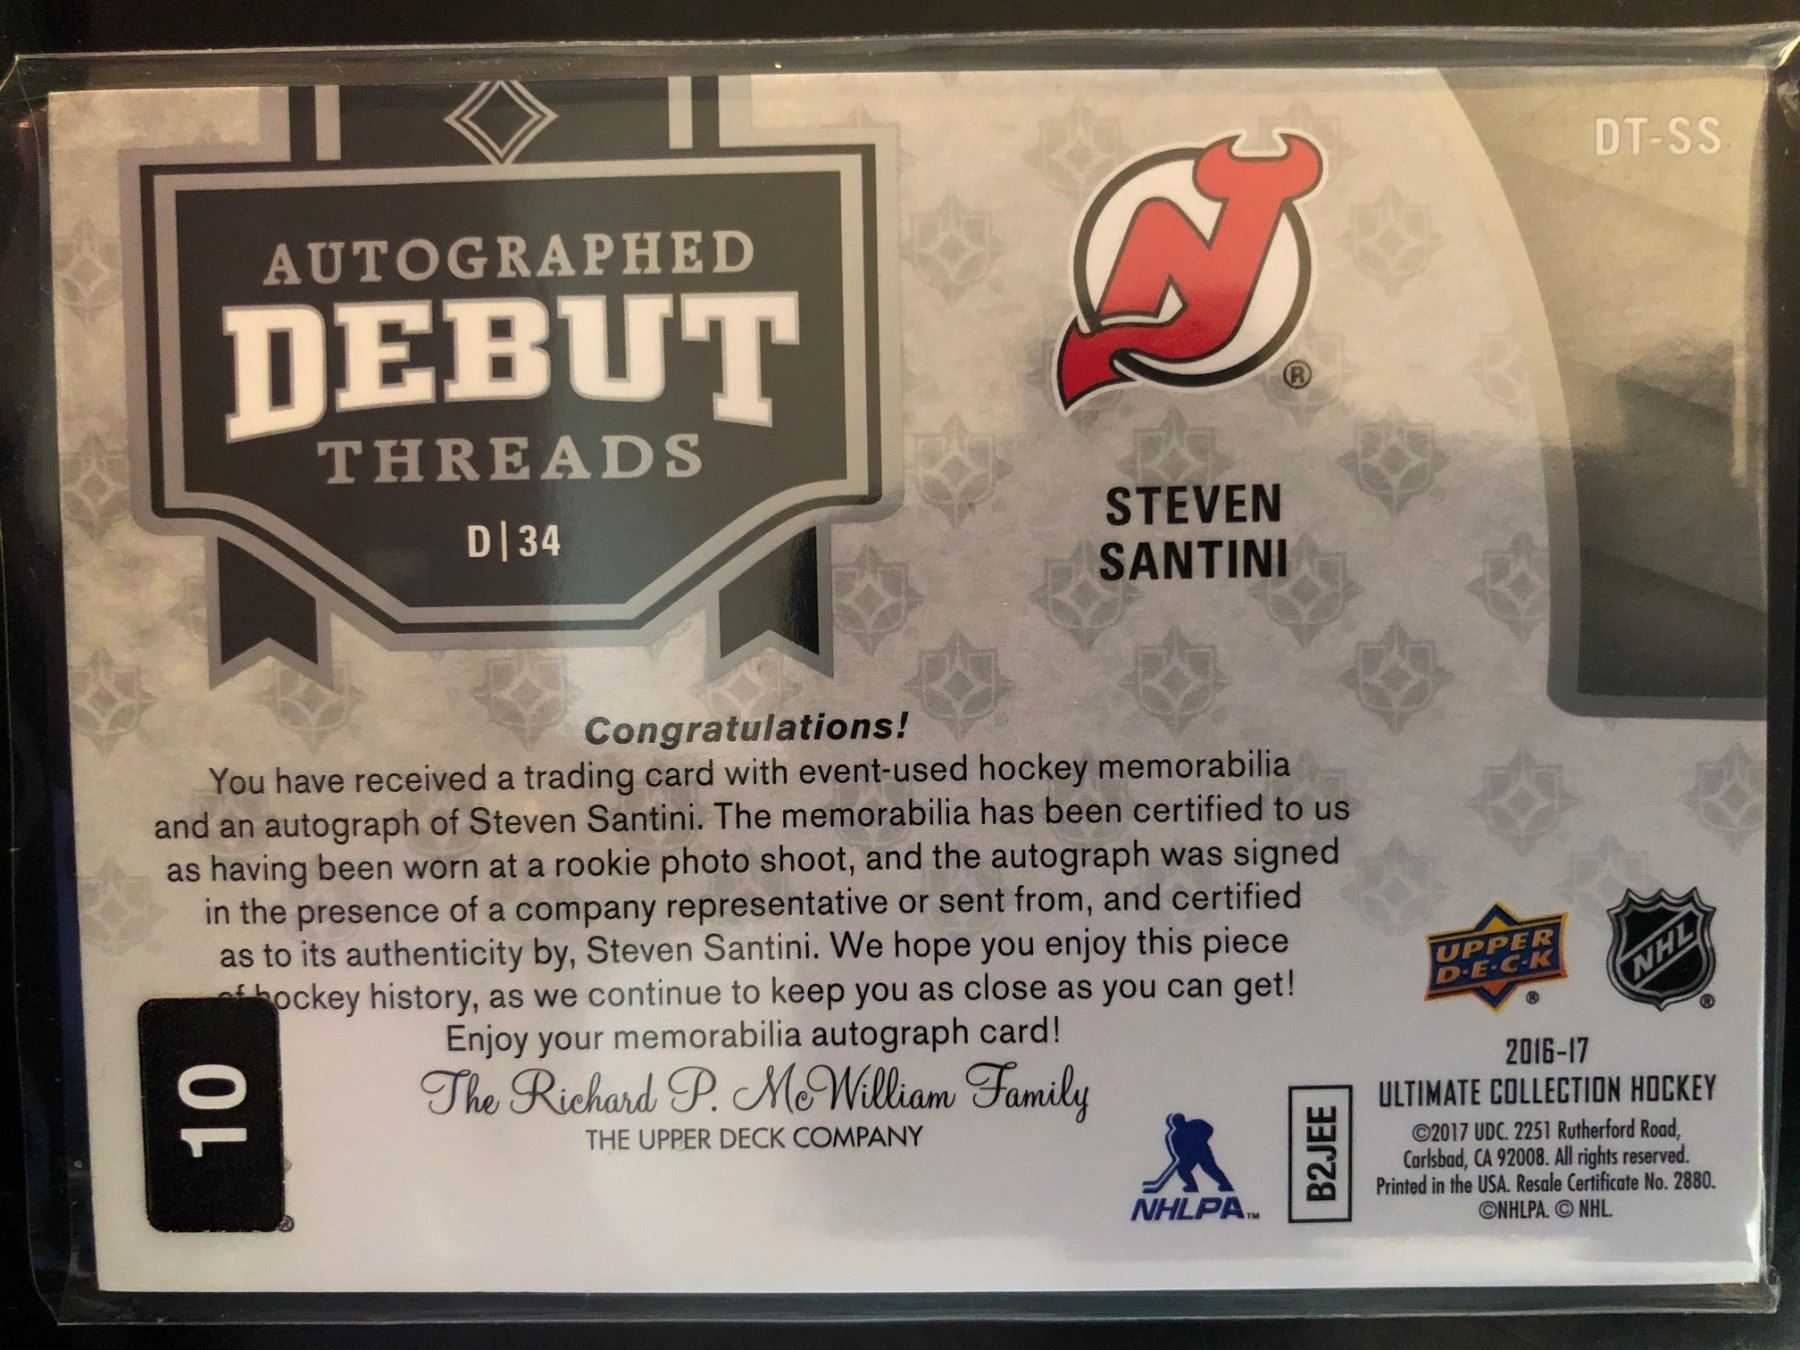 DT-SS
AUTOGRAPHED
DEBUT
THREADS
D|34
®
STEVEN
SANTINI
Congratulations!
You have received a trading card with event-used hockey memorabilia
and an autograph of Steven Santini. The memorabilia has been certified to us
as having been worn at a rookie photo shoot, and the autograph was signed
in the presence of a company representative or sent from, and certified
as to its authenticity by, Steven Santini. We hope you enjoy this piece
of hockey history, as we continue to keep you as close as you can get!
Enjoy your memorabilia autograph card!
The Richard P. McWilliam Family
THE UPPER DECK COMPANY
10
®
UPPER
D·E·C·K
®
NHL
®
2016-17
ULTIMATE COLLECTION HOCKEY
©2017 UDC. 2251 Rutherford Road,
Carlsbad, CA 92008. All rights reserved.
Printed in the USA. Resale Certificate No. 2880.
©NHLPA. © NHL.
NHLPA™
B2JEE